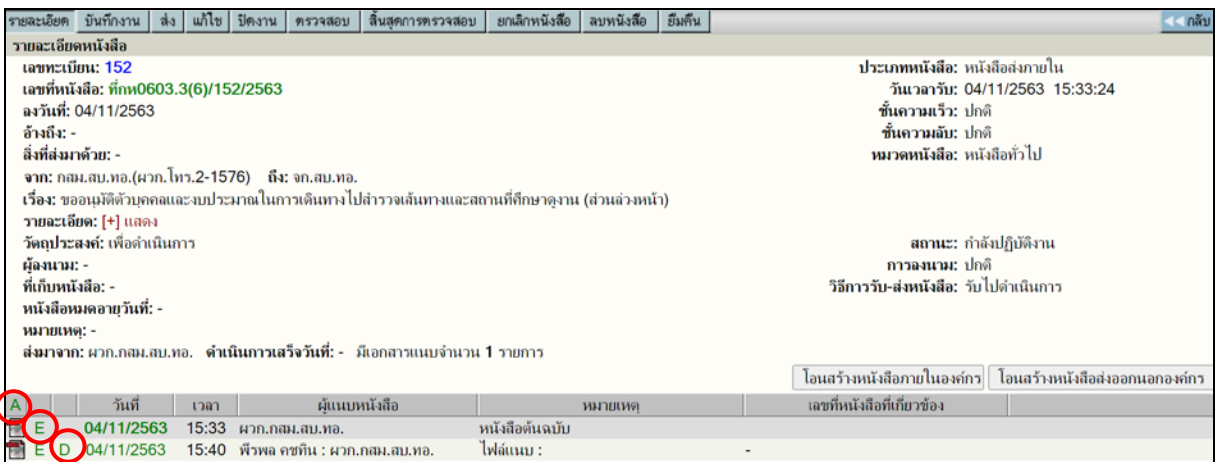 รายละเอียด บันทึกงาน ส่ง แก้ไข ปิดงาน ตรวจสอบ สิ้นสุดการตรวจสอบ ยกเลิกหนังสือ ลบหนังสือ ยืมคืน กลับ
รายละเอียดหนังสือ
เลขทะเบียน: 152 ประเภทหนังสือ: หนังสือส่งภายใน
เลขที่หนังสือ: ที่กห0603.3(6)/152/2563 วันเวลารับ: 04/11/2563 15:33:24
ลงวันที่: 04/11/2563 ชั้นความเร็ว: ปกติ
อ้างถึง: - ชั้นความลับ: ปกติ
สิ่งที่ส่งมาด้วย: - หมวดหนังสือ: หนังสือทั่วไป
จาก: กสม.สบ.ทอ.(ผวก.โทร.2-1576) ถึง: จก.สบ.ทอ.
เรื่อง: ขออนุมัติตัวบุคคลและงบประมาณในการเดินทางไปสำรวจเส้นทางและสถานที่ศึกษาดูงาน (ส่วนล่วงหน้า)
รายละเอียด: [+] แสดง
วัตถุประสงค์: เพื่อดำเนินการ สถานะ: กำลังปฏิบัติงาน
ผู้ลงนาม: - การลงนาม: ปกติ
ที่เก็บหนังสือ: - วิธีการรับ-ส่งหนังสือ: รับไปดำเนินการ
หนังสือหมดอายุวันที่: -
หมายเหตุ: -
ส่งมาจาก: ผวก.กสม.สบ.ทอ. ดำเนินการเสร็จวันที่: - มีเอกสารแนบจำนวน 1 รายการ
โอนสร้างหนังสือภายในองค์กร โอนสร้างหนังสือส่งออกนอกองค์กร
A วันที่ เวลา ผู้แนบหนังสือ หมายเหตุ เลขที่หนังสือที่เกี่ยวข้อง
E 04/11/2563 15:33 ผวก.กสม.สบ.ทอ. หนังสือต้นฉบับ
E D 04/11/2563 15:40 พีรพล คชทิน : ผวก.กสม.สบ.ทอ. ไฟล์แนบ : -